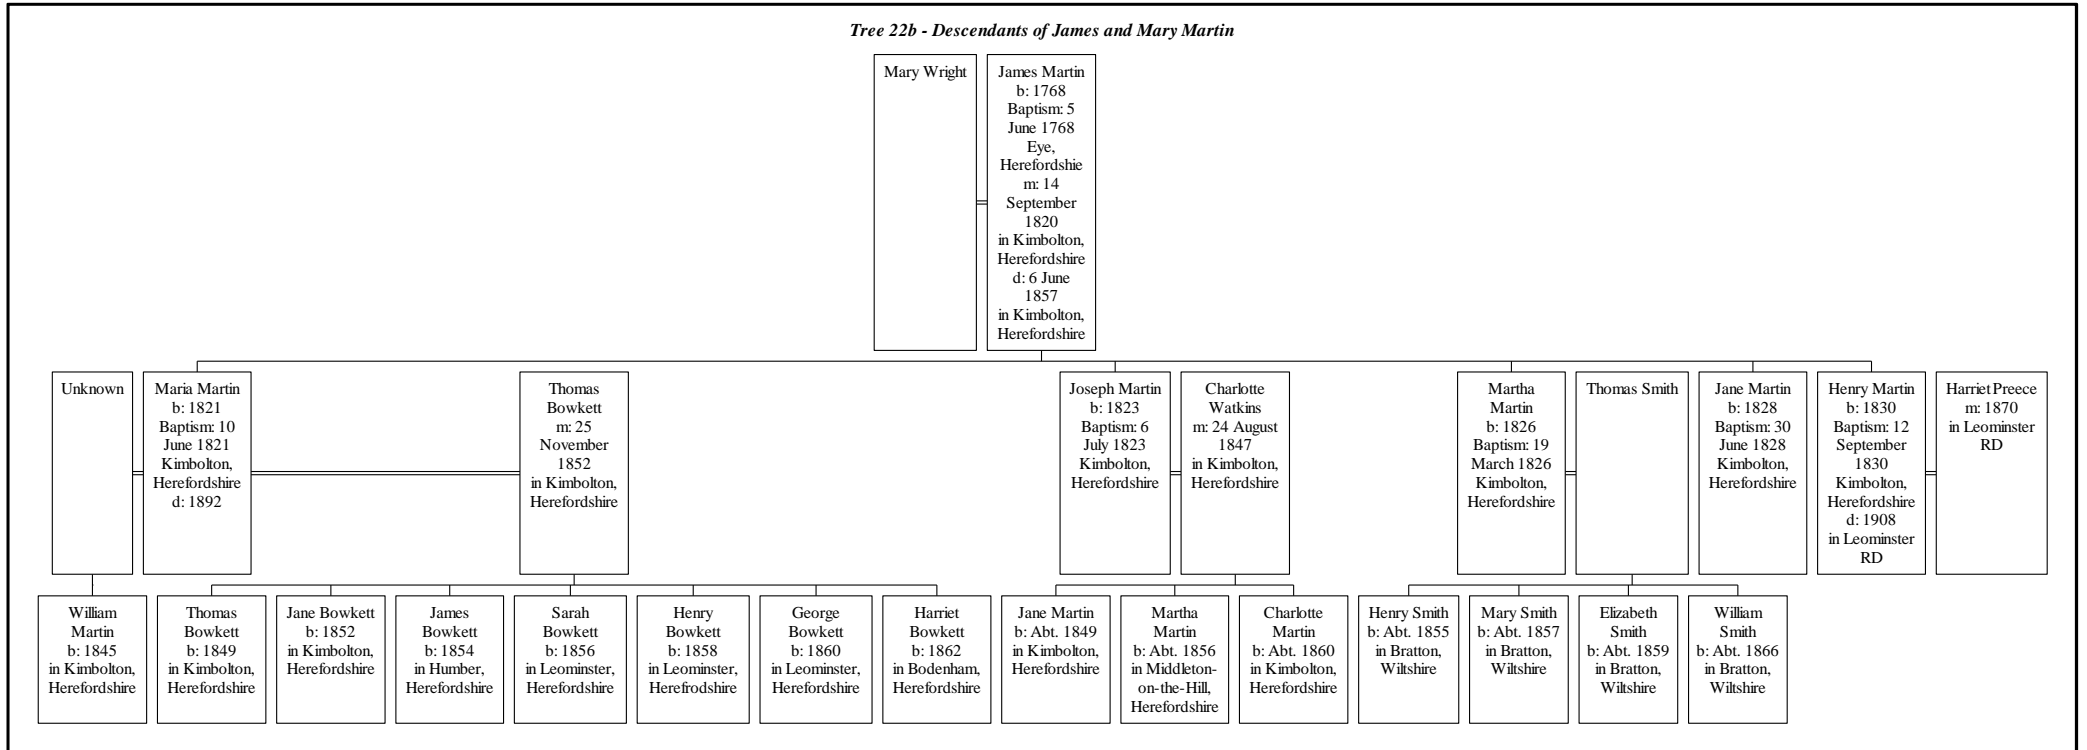 Tree 22b - Descendants of James and Mary Martin
Mary Wright
James Martin
b: 1768
Baptism: 5
June 1768
Eye,
Herefordshie
m: 14
September
1820
in Kimbolton,
Herefordshire
d: 6 June
1857
in Kimbolton,
Herefordshire
Unknown
Maria Martin
b: 1821
Baptism: 10
June 1821
Kimbolton,
Herefordshire
d: 1892
Thomas
Bowkett
m: 25
November
1852
in Kimbolton,
Herefordshire
Joseph Martin
b: 1823
Baptism: 6
July 1823
Kimbolton,
Herefordshire
Charlotte
Watkins
m: 24 August
1847
in Kimbolton,
Herefordshire
Martha
Martin
b: 1826
Baptism: 19
March 1826
Kimbolton,
Herefordshire
Thomas Smith
Jane Martin
b: 1828
Baptism: 30
June 1828
Kimbolton,
Herefordshire
Henry Martin
b: 1830
Baptism: 12
September
1830
Kimbolton,
Herefordshire
d: 1908
in Leominster
RD
Harriet Preece
m: 1870
in Leominster
RD
William
Martin
b: 1845
in Kimbolton,
Herefordshire
Thomas
Bowkett
b: 1849
in Kimbolton,
Herefordshire
Jane Bowkett
b: 1852
in Kimbolton,
Herefordshire
James
Bowkett
b: 1854
in Humber,
Herefordshire
Sarah
Bowkett
b: 1856
in Leominster,
Herefordshire
Henry
Bowkett
b: 1858
in Leominster,
Herefrodshire
George
Bowkett
b: 1860
in Leominster,
Herefordshire
Harriet
Bowkett
b: 1862
in Bodenham,
Herefordshire
Jane Martin
b: Abt. 1849
in Kimbolton,
Herefordshire
Martha
Martin
b: Abt. 1856
in Middleton-
on-the-Hill,
Herefordshire
Charlotte
Martin
b: Abt. 1860
in Kimbolton,
Herefordshire
Henry Smith
b: Abt. 1855
in Bratton,
Wiltshire
Mary Smith
b: Abt. 1857
in Bratton,
Wiltshire
Elizabeth
Smith
b: Abt. 1859
in Bratton,
Wiltshire
William
Smith
b: Abt. 1866
in Bratton,
Wiltshire